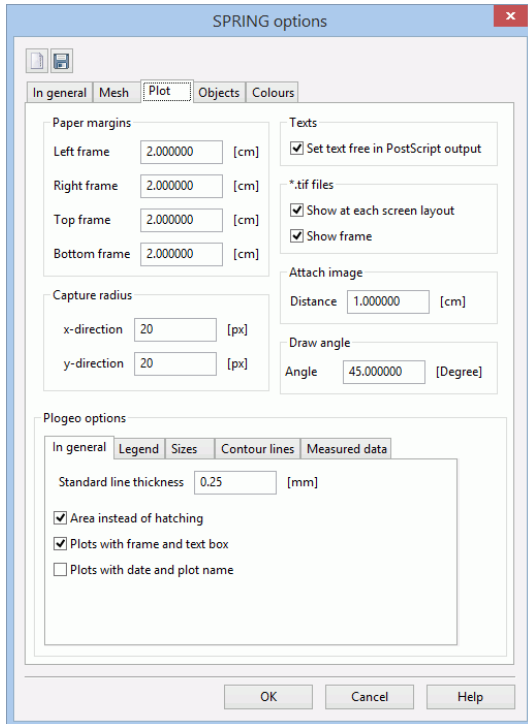 SPRING options
In general Mesh Plot Objects Colours
Paper margins
Left frame 2.000000 [cm]
Right frame 2.000000 [cm]
Top frame 2.000000 [cm]
Bottom frame 2.000000 [cm]
Capture radius
x-direction 20 [px]
y-direction 20 [px]
Texts
Set text free in PostScript output
*.tif files
Show at each screen layout
Show frame
Attach image
Distance 1.000000 [cm]
Draw angle
Angle 45.000000 [Degree]
Plogeo options
In general Legend Sizes Contour lines Measured data
Standard line thickness 0.25 [mm]
Area instead of hatching
Plots with frame and text box
Plots with date and plot name
OK Cancel Help